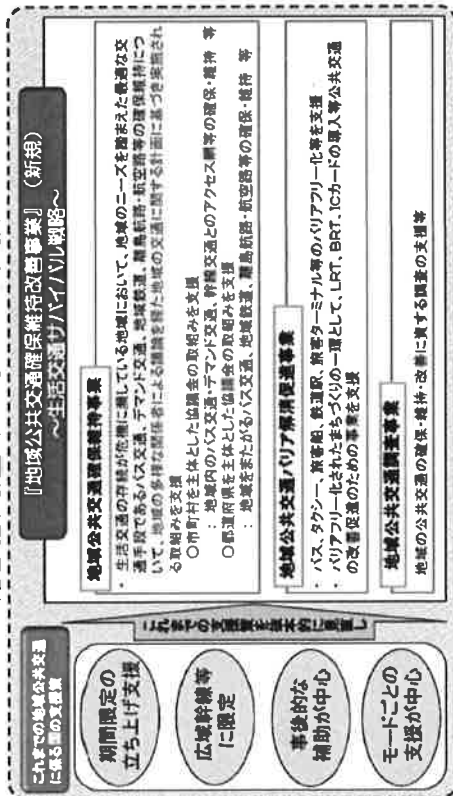 『地域公共交通確保維持改善事業』（新規）
～生活交通サバイバル戦略～
これまでの地域公共交通
に係る国の支援策
期間限定の
立ち上げ支援
広域幹線等
に限定
事後的な
補助が中心
モードごとの
支援が中心
これまでの支援策を抜本的に見直し
地域公共交通確保維持事業
・ 生活交通の存続が危機に瀕している地域において、地域のニーズを踏まえた最適な交
通手段であるバス交通、デマンド交通、地域鉄道、離島航路・航空路等の確保維持につ
いて、地域の多様な関係者による議論を経た地域の交通に関する計画に基づき実施され
る取組みを支援
○市町村を主体とした協議会の取組みを支援
： 地域内のバス交通・デマンド交通、幹線交通とのアクセス網等の確保・維持 等
○都道府県を主体とした協議会の取組みを支援
： 地域をまたがるバス交通、地域鉄道、離島航路・航空路等の確保・維持 等
地域公共交通バリア解消促進事業
・ バス、タクシー、旅客船、鉄道駅、旅客ターミナル等のバリアフリー化等を支援
・ バリアフリー化されたまちづくりの一環として、LRT、BRT、ICカードの導入等公共交通
の改善促進のための事業を支援
地域公共交通調査事業
地域の公共交通の確保・維持・改善に資する調査の支援等